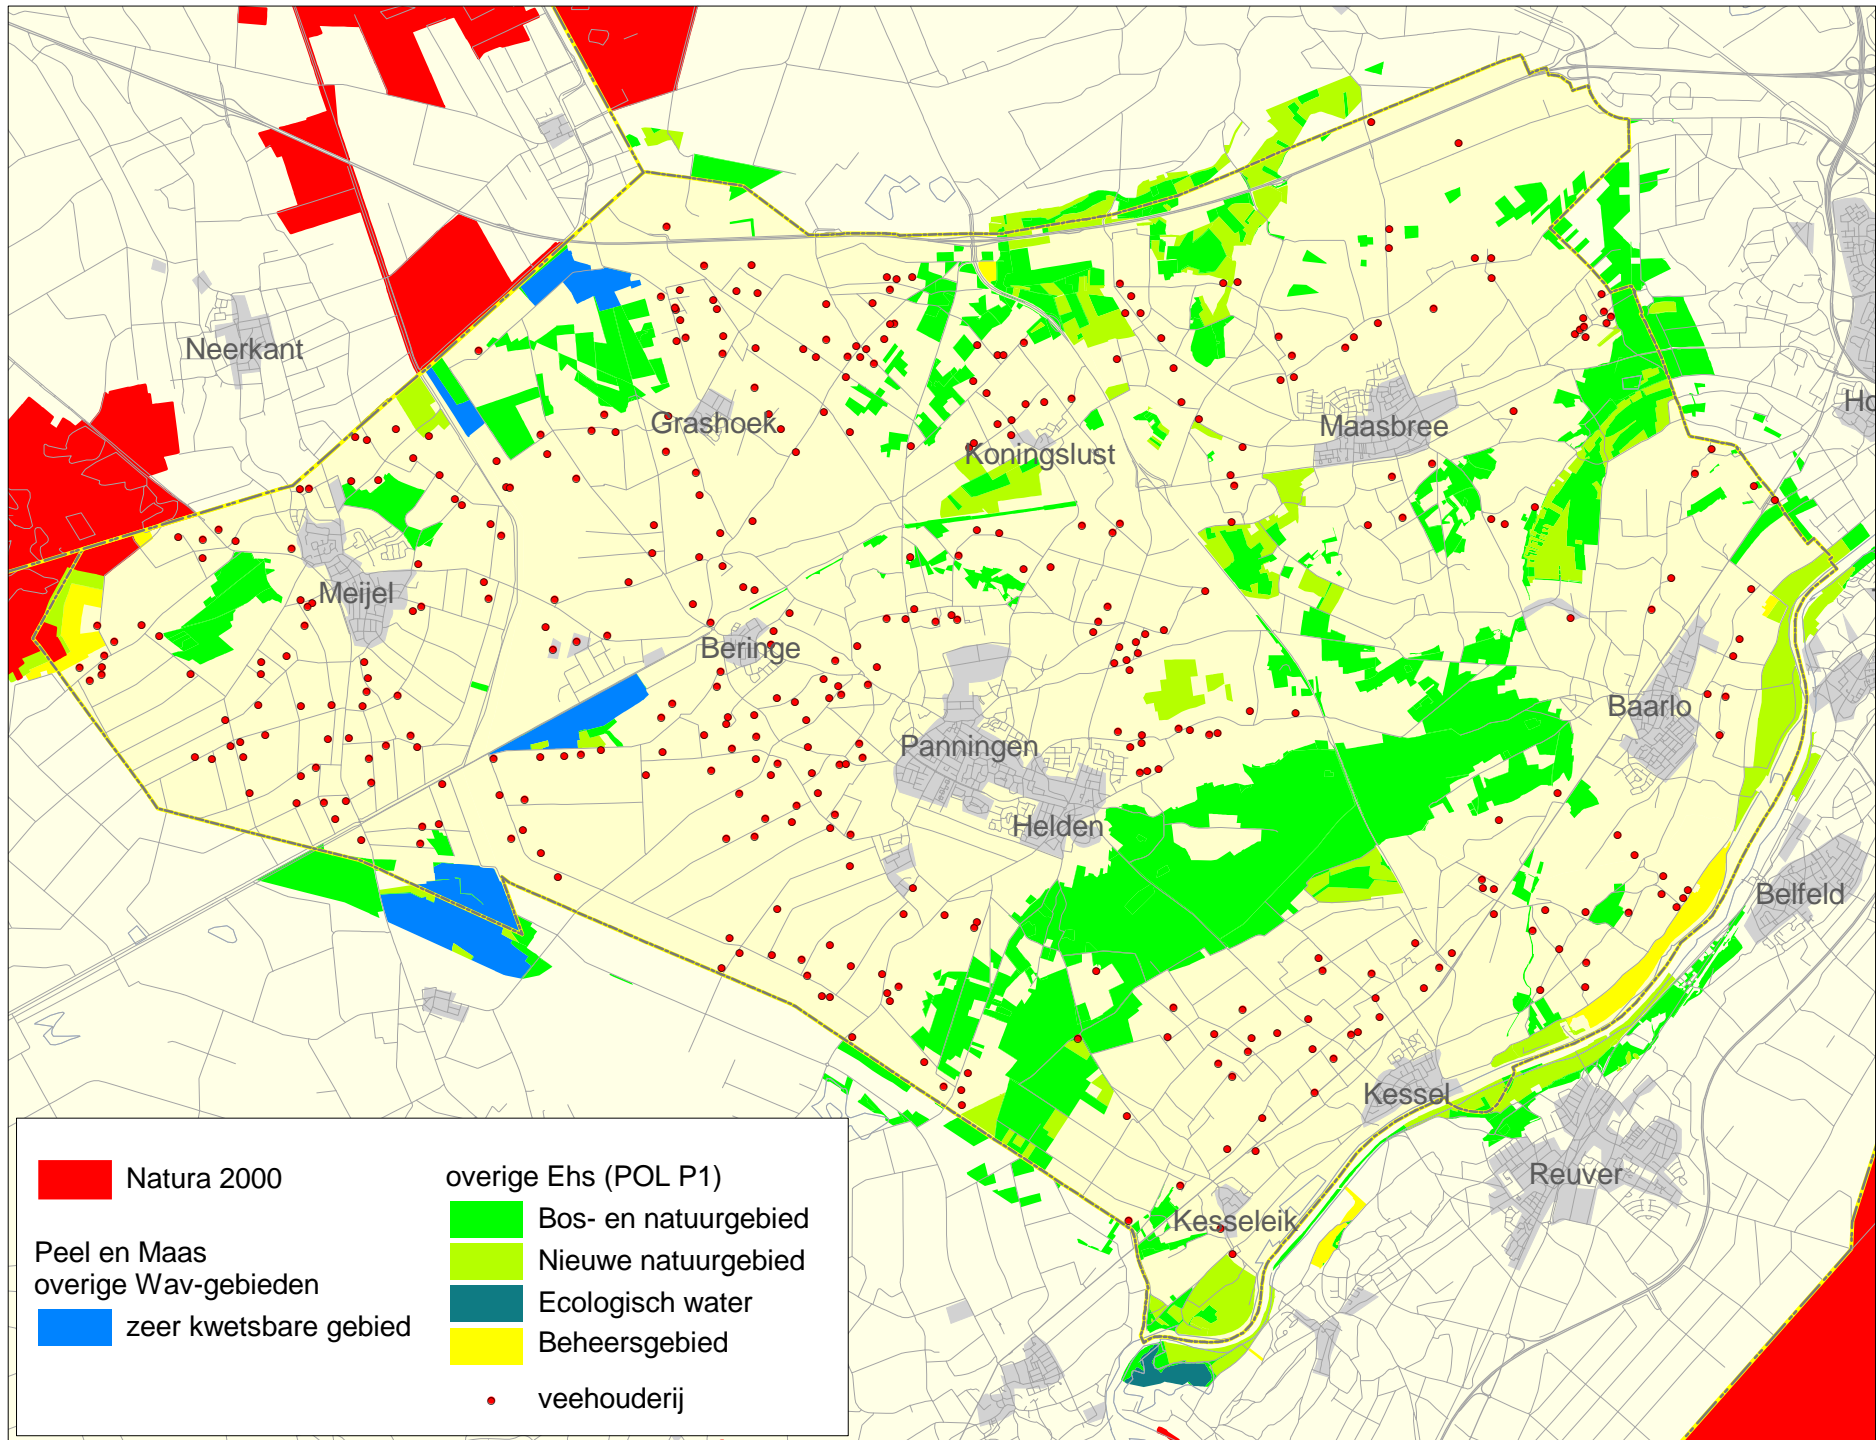 Neerkant
Grashoek
Koningslust
Maasbree
Ho
Meijel
Beringe
Baarlo
Panningen
Helden
Belfeld
Kessel
Reuver
Kesseleik
Natura 2000
Peel en Maas
overige Wav-gebieden
zeer kwetsbare gebied
overige Ehs (POL P1)
Bos- en natuurgebied
Nieuwe natuurgebied
Ecologisch water
Beheersgebied
veehouderij